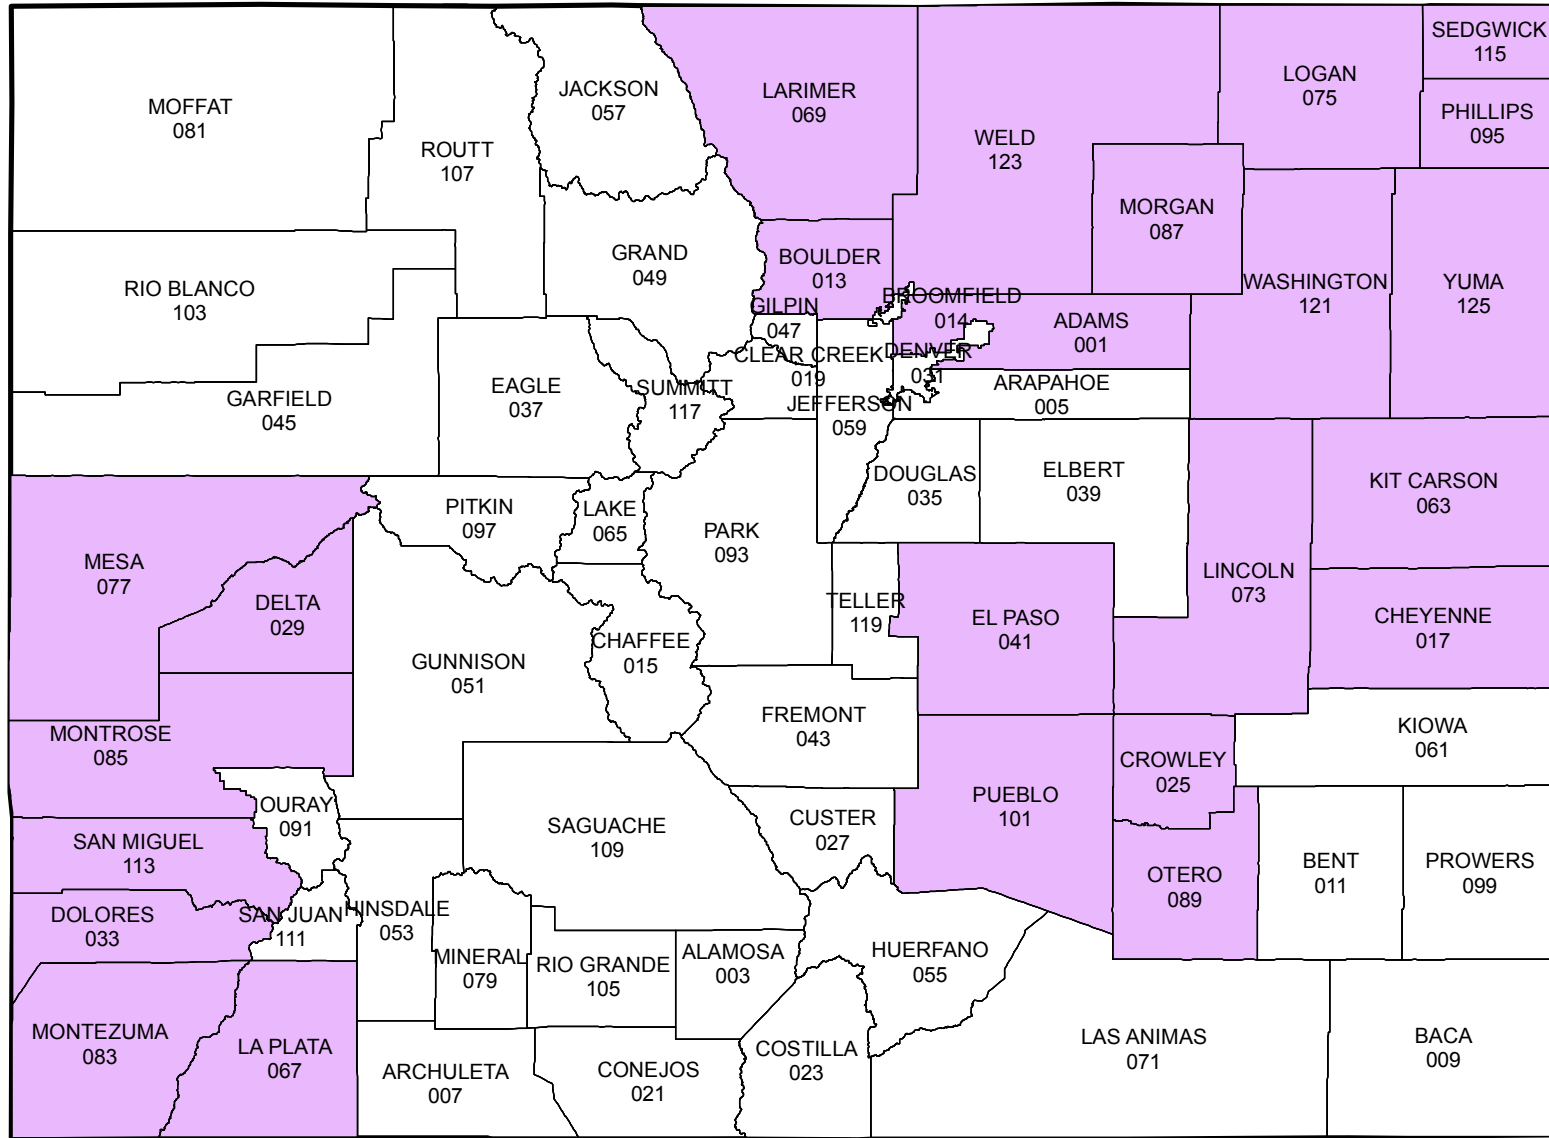 SEDGWICK
115
LOGAN
075
JACKSON
057
LARIMER
069
MOFFAT
081
PHILLIPS
095
WELD
123
ROUTT
107
MORGAN
087
GRAND
049
BOULDER
013
RIO BLANCO
103
WASHINGTON
121
YUMA
125
BROOMFIELD
014
GILPIN
047
ADAMS
001
CLEAR CREEK
019
DENVER
031
ARAPAHOE
005
EAGLE
037
SUMMITT
117
GARFIELD
045
JEFFERSON
059
DOUGLAS
035
ELBERT
039
KIT CARSON
063
PITKIN
097
LAKE
065
PARK
093
MESA
077
LINCOLN
073
DELTA
029
TELLER
119
EL PASO
041
CHEYENNE
017
CHAFFEE
015
GUNNISON
051
FREMONT
043
KIOWA
061
MONTROSE
085
CROWLEY
025
PUEBLO
101
OURAY
091
CUSTER
027
SAGUACHE
109
SAN MIGUEL
113
BENT
011
PROWERS
099
OTERO
089
DOLORES
033
SAN JUAN
111
HINSDALE
053
MINERAL
079
RIO GRANDE
105
ALAMOSA
003
HUERFANO
055
MONTEZUMA
083
LA PLATA
067
ARCHULETA
007
CONEJOS
021
COSTILLA
023
LAS ANIMAS
071
BACA
009